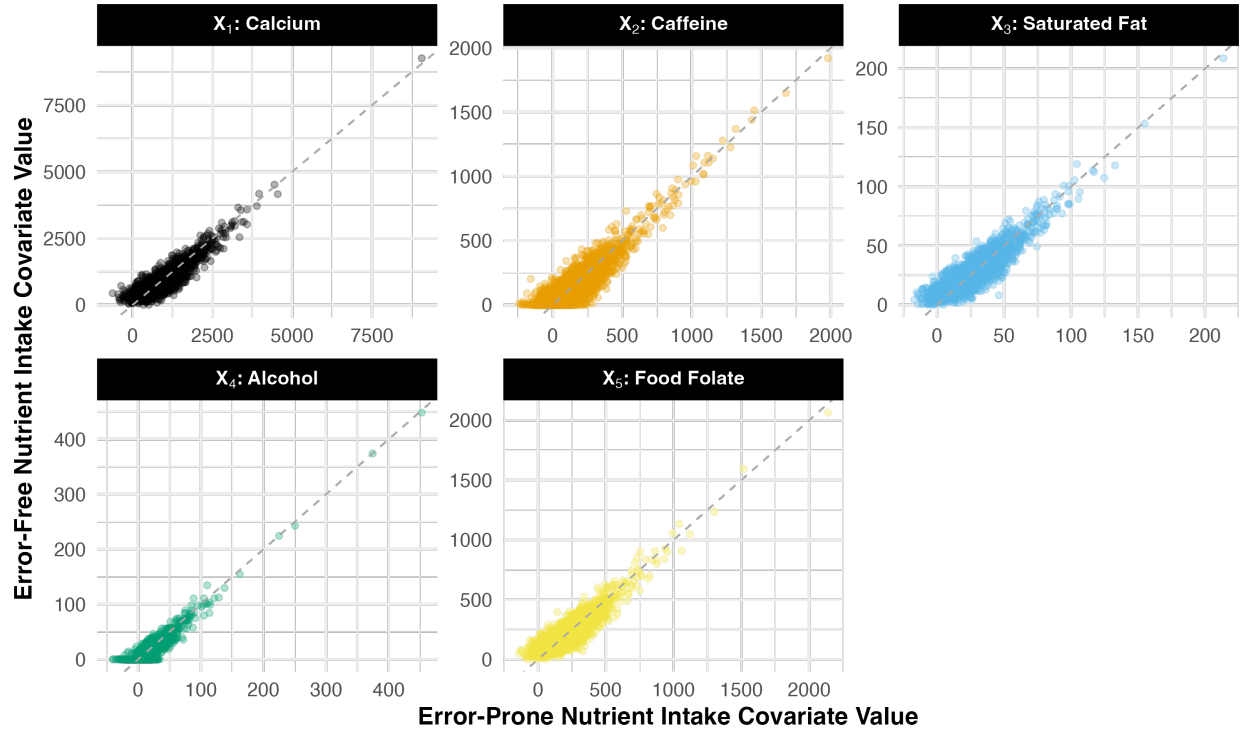 X₁: Calcium
X₂: Caffeine
X₃: Saturated Fat
Error-Free Nutrient Intake Covariate Value
7500
5000
2500
0
0 2500 5000 7500
2000
1500
1000
500
0
0 500 1000 1500 2000
200
150
100
50
0
0 50 100 150 200
X₄: Alcohol
X₅: Food Folate
400
300
200
100
0
0 100 200 300 400
2000
1500
1000
500
0
0 500 1000 1500 2000
Error-Prone Nutrient Intake Covariate Value